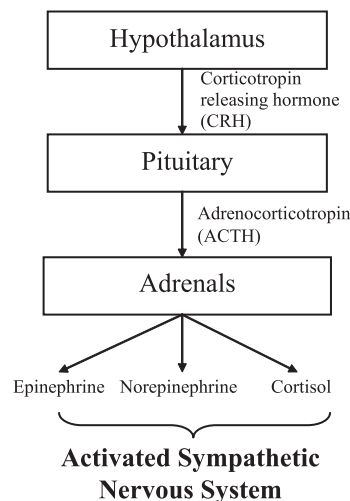 Hypothalamus
Corticotropin
releasing hormone
(CRH)
Pituitary
Adrenocorticotropin
(ACTH)
Adrenals
Epinephrine Norepinephrine Cortisol
Activated Sympathetic
Nervous System